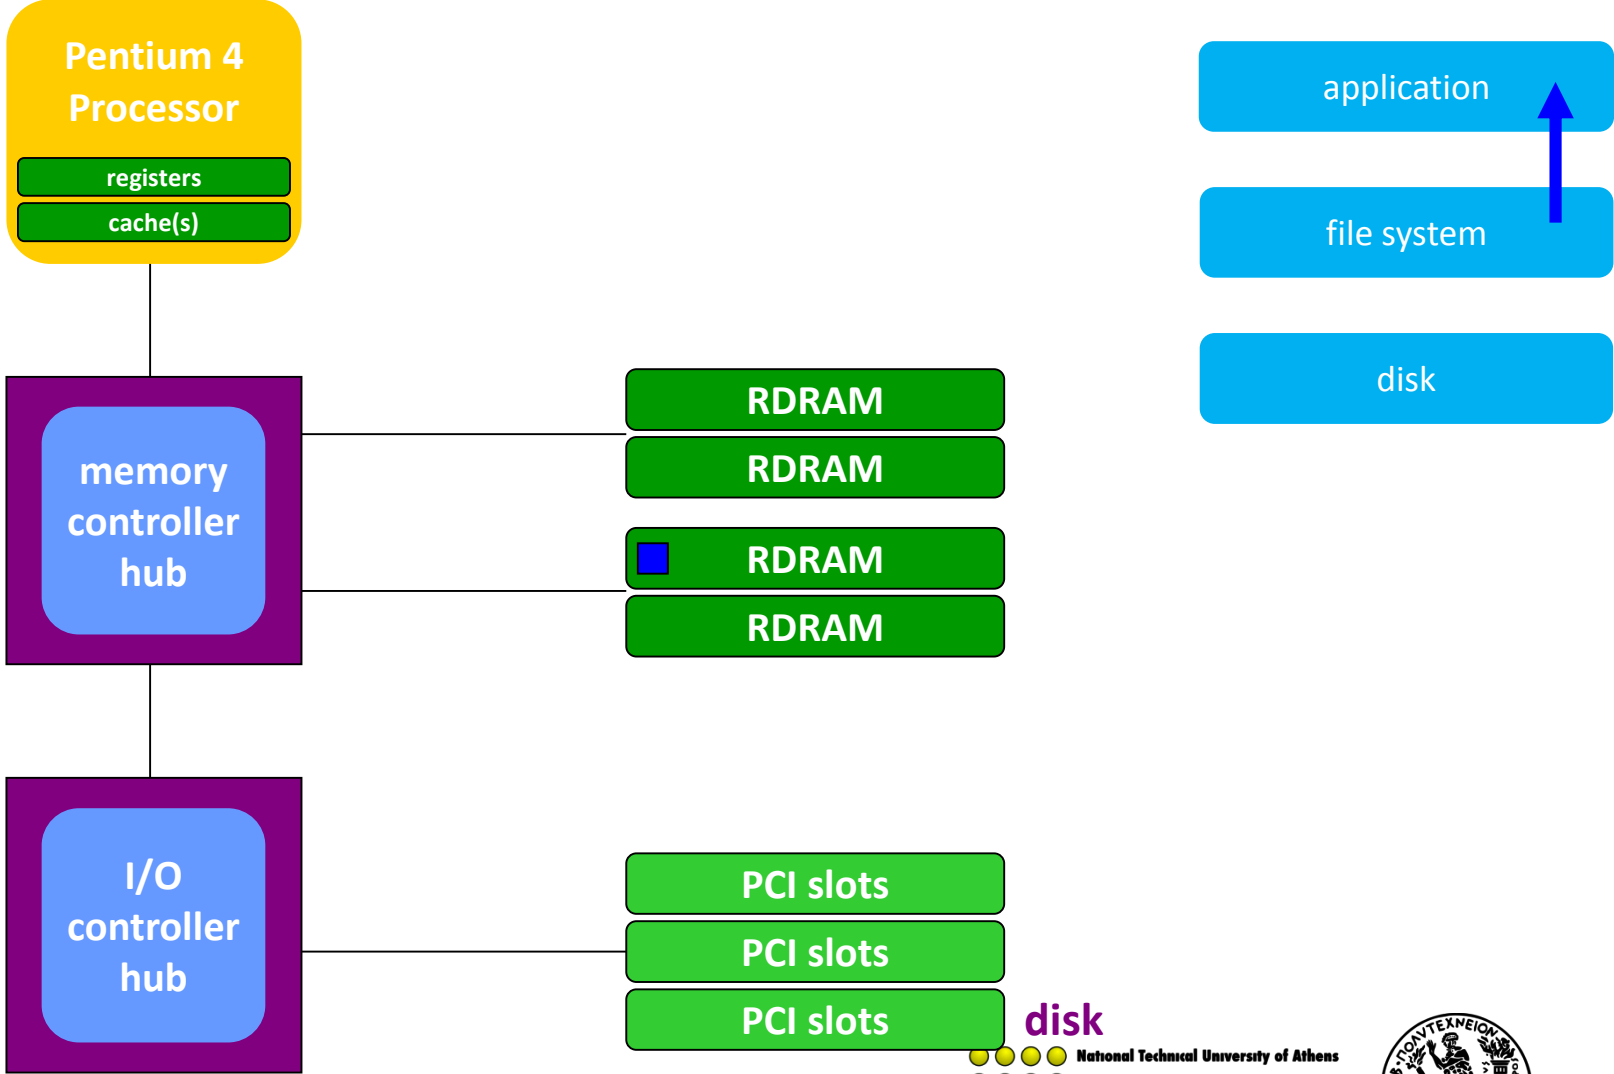 Pentium 4
Processor
registers
cache(s)
application
file system
disk
memory
controller
hub
RDRAM
RDRAM
RDRAM
RDRAM
I/O
controller
hub
PCI slots
PCI slots
PCI slots
disk
National Technical University of Athens